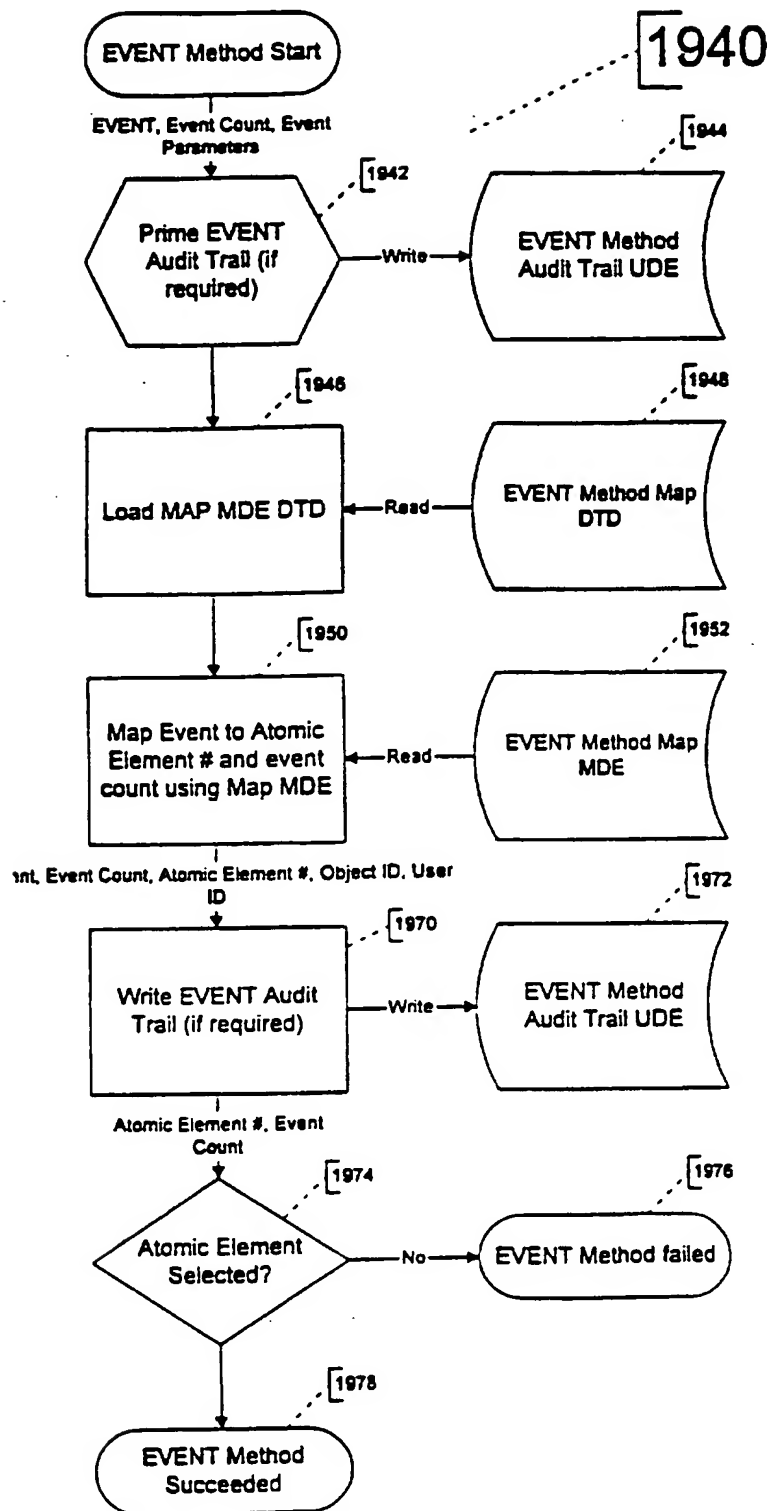 EVENT Method Start
1940
EVENT, Event Count, Event
Parameters
1942
1944
Prime EVENT
Audit Trail (if
required)
Write
EVENT Method
Audit Trail UDE
1946
1948
Load MAP MDE DTD
Read
EVENT Method Map
DTD
1950
1952
Map Event to Atomic
Element # and event
count using Map MDE
Read
EVENT Method Map
MDE
Event Count, Atomic Element #, Object ID, User
ID
1970
1972
Write EVENT Audit
Trail (if required)
Write
EVENT Method
Audit Trail UDE
Atomic Element #, Event
Count
1974
1976
Atomic Element
Selected?
No
EVENT Method failed
1978
EVENT Method
Succeeded